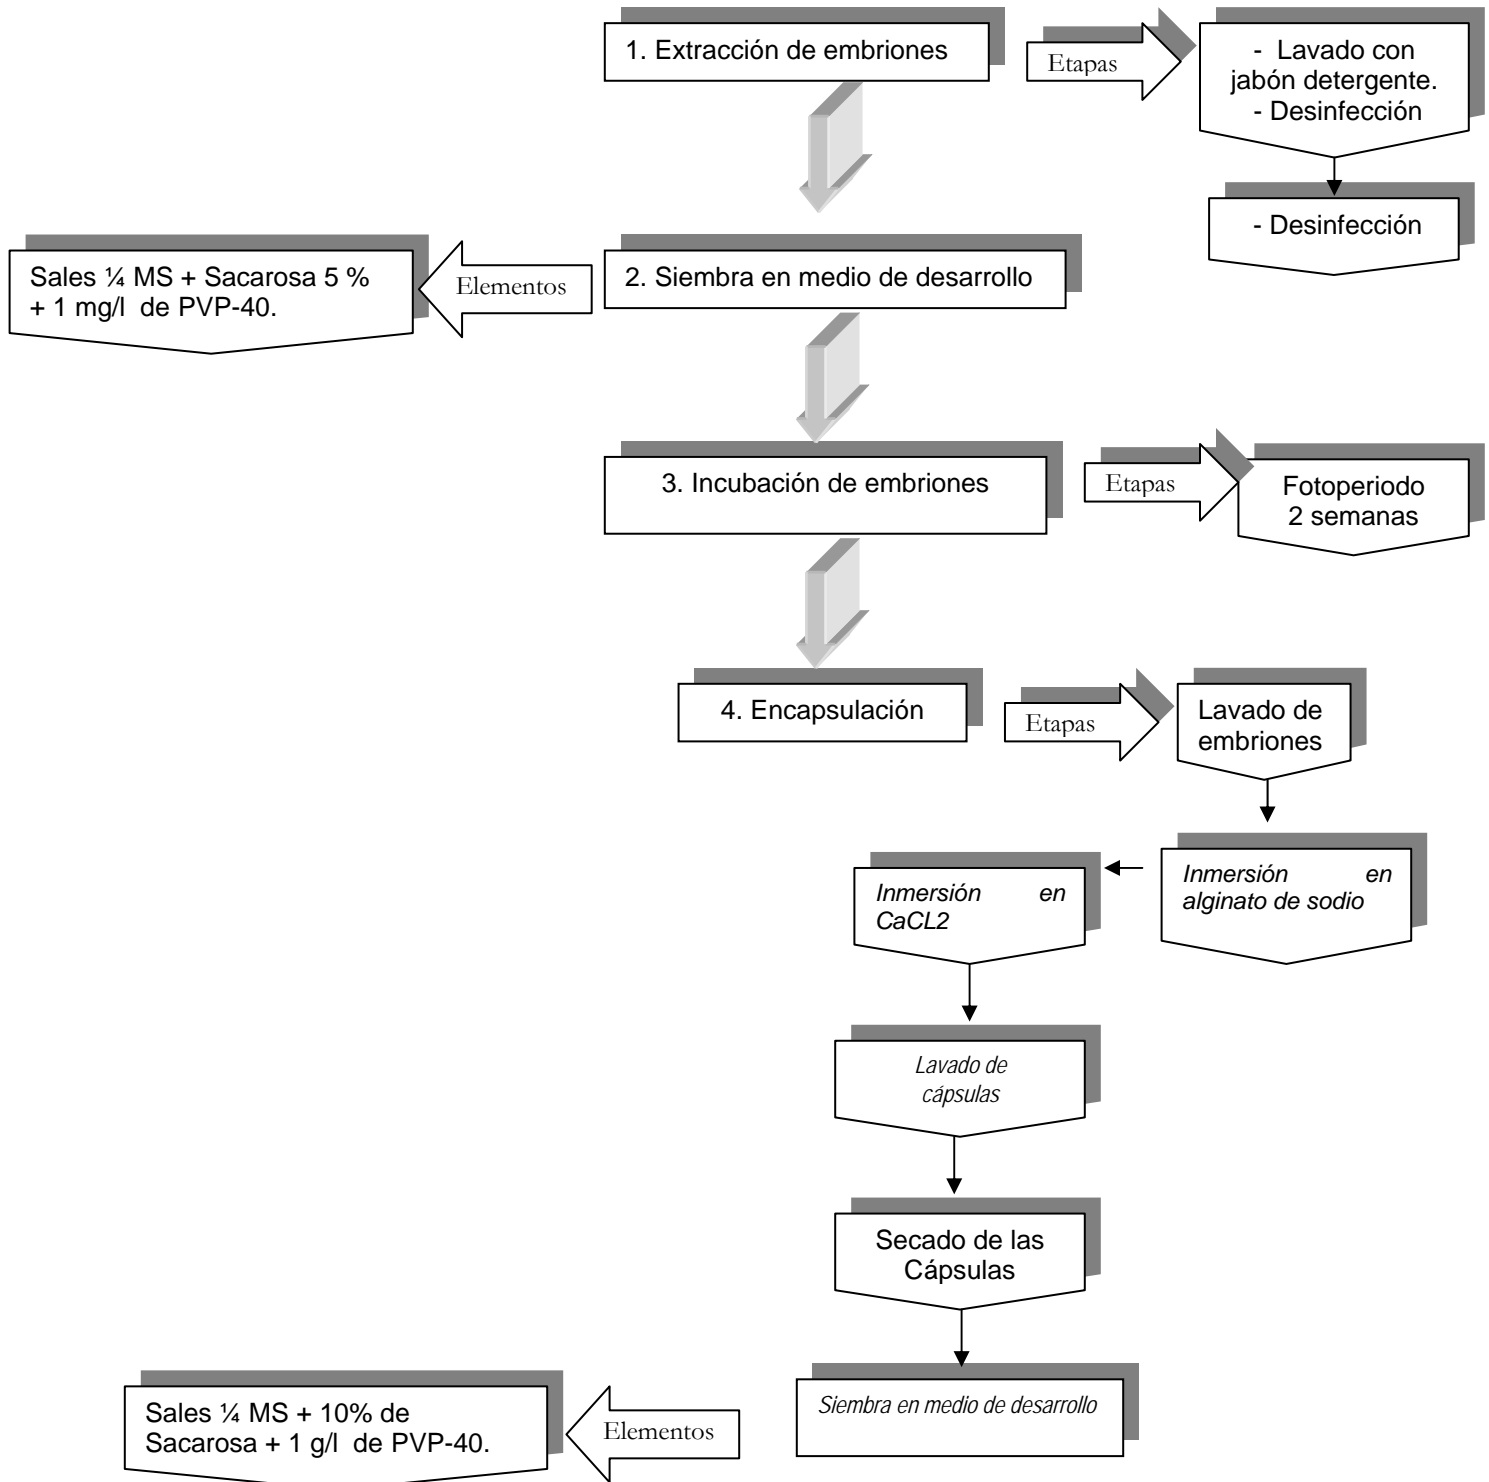 1. Extracción de embriones
Etapas
- Lavado con
jabón detergente.
- Desinfección
- Desinfección
2. Siembra en medio de desarrollo
Elementos
Sales ¼ MS + Sacarosa 5 %
+ 1 mg/l de PVP-40.
3. Incubación de embriones
Etapas
Fotoperiodo
2 semanas
4. Encapsulación
Etapas
Lavado de
embriones
Inmersión en
alginato de sodio
Inmersión en
CaCL2
Lavado de
cápsulas
Secado de las
Cápsulas
Siembra en medio de desarrollo
Elementos
Sales ¼ MS + 10% de
Sacarosa + 1 g/l de PVP-40.